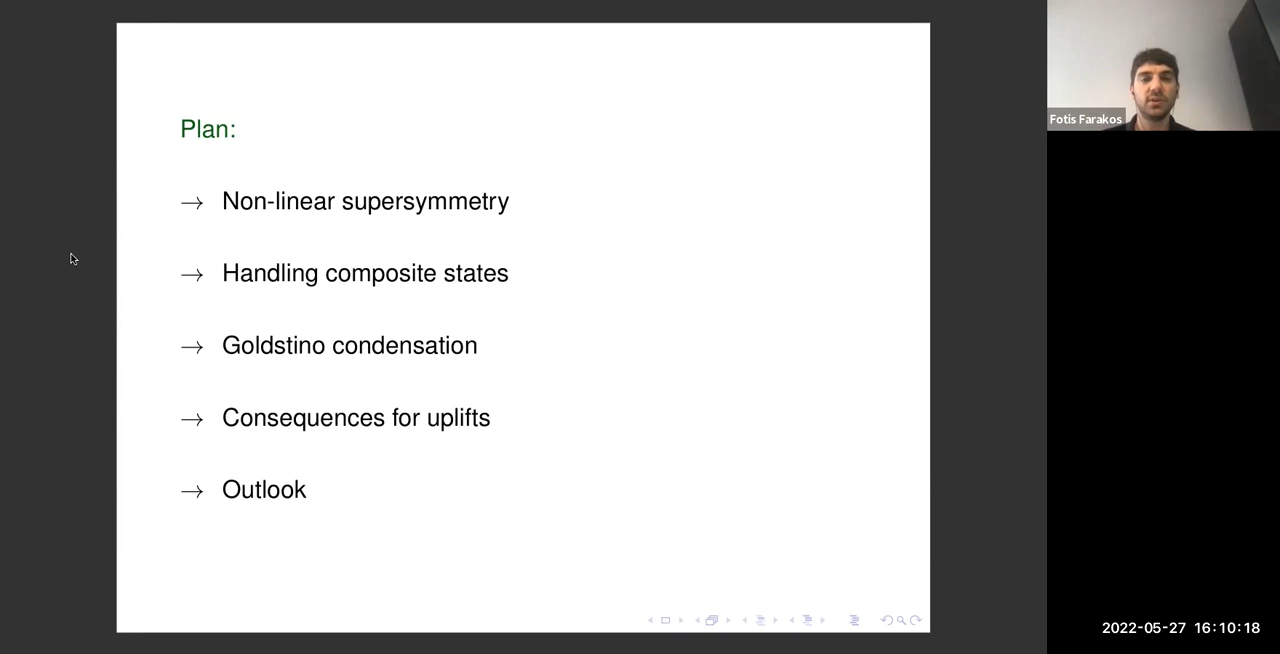 Plan:
→ Non-linear supersymmetry
→ Handling composite states
→ Goldstino condensation
→ Consequences for uplifts
→ Outlook
Fotis Farakos
2022-05-27 16:10:18